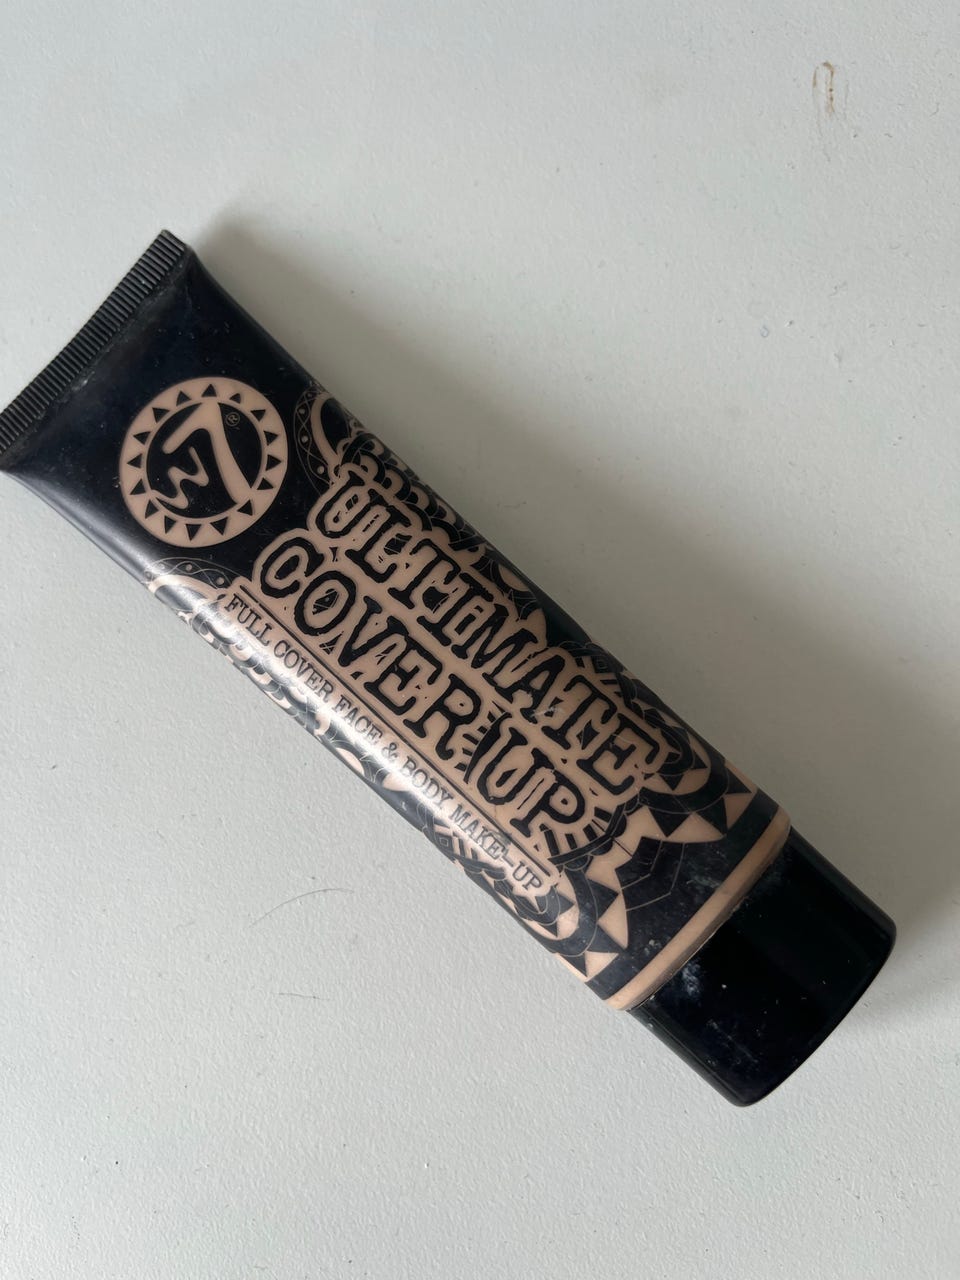 W7®
ULTIMATE
COVER UP
FULL COVER FACE & BODY MAKE-UP